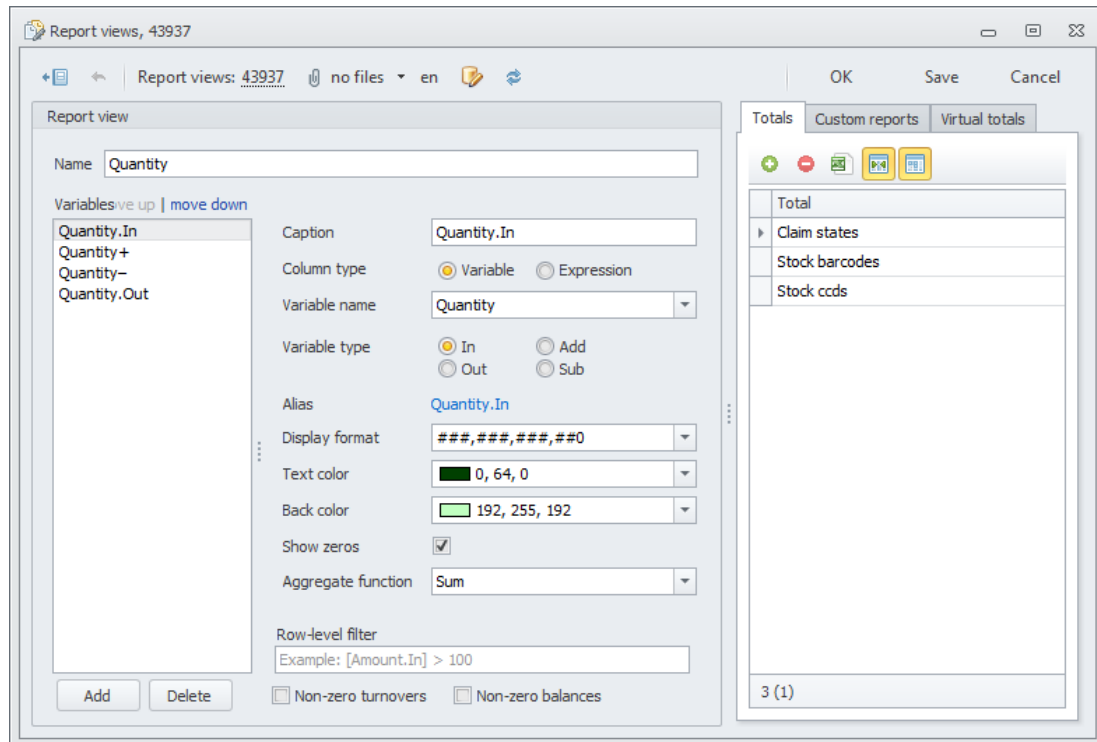 Report views, 43937
Report views: 43937 no files en OK Save Cancel
Report view
Name Quantity
Variables ve up | move down
Quantity.In
Quantity+
Quantity–
Quantity.Out
Add Delete
Caption Quantity.In
Column type Variable Expression
Variable name Quantity
Variable type In Add
Out Sub
Alias Quantity.In
Display format ###,###,###,##0
Text color 0, 64, 0
Back color 192, 255, 192
Show zeros
Aggregate function Sum
Row-level filter
Example: [Amount.In] > 100
Non-zero turnovers Non-zero balances
Totals Custom reports Virtual totals
Total
Claim states
Stock barcodes
Stock ccds
3 (1)